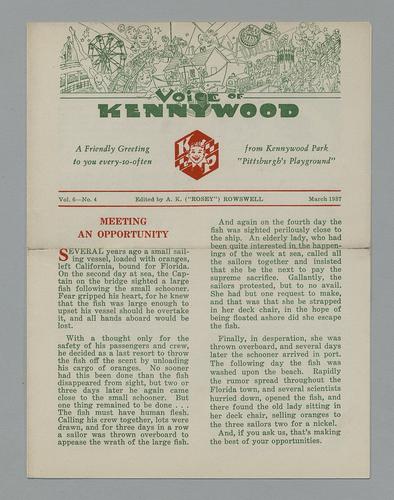 Voice OF
KENNYWOOD
A Friendly Greeting
to you every-so-often
K P
from Kennywood Park
"Pittsburgh's Playground"
Vol. 6—No. 4
Edited by A. K. ("ROSEY") ROWSWELL
March 1937
MEETING
AN OPPORTUNITY
SEVERAL years ago a small sail-
ing vessel, loaded with oranges,
left California, bound for Florida.
On the second day at sea, the Cap-
tain on the bridge sighted a large
fish following the small schooner.
Fear gripped his heart, for he knew
that the fish was large enough to
upset his vessel should he overtake
it, and all hands aboard would be
lost.
With a thought only for the
safety of his passengers and crew,
he decided as a last resort to throw
the fish off the scent by unloading
his cargo of oranges. No sooner
had this been done than the fish
disappeared from sight, but two or
three days later he again came
close to the small schooner. But
one thing remained to be done . . .
The fish must have human flesh.
Calling his crew together, lots were
drawn, and for three days in a row
a sailor was thrown overboard to
appease the wrath of the large fish.
And again on the fourth day the
fish was sighted perilously close to
the ship. An elderly lady, who had
been quite interested in the happen-
ings of the week at sea, called all
the sailors together and insisted
that she be the next to pay the
supreme sacrifice. Gallantly, the
sailors protested, but to no avail.
She had but one request to make,
and that was that she be strapped
in her deck chair, in the hope of
being floated ashore did she escape
the fish.
Finally, in desperation, she was
thrown overboard, and several days
later the schooner arrived in port.
The following day the fish was
washed upon the beach. Rapidly
the rumor spread throughout the
Florida town, and several scientists
hurried down, opened the fish, and
there found the old lady sitting in
her deck chair, selling oranges to
the three sailors two for a nickel.
And, if you ask us, that's making
the best of your opportunities.